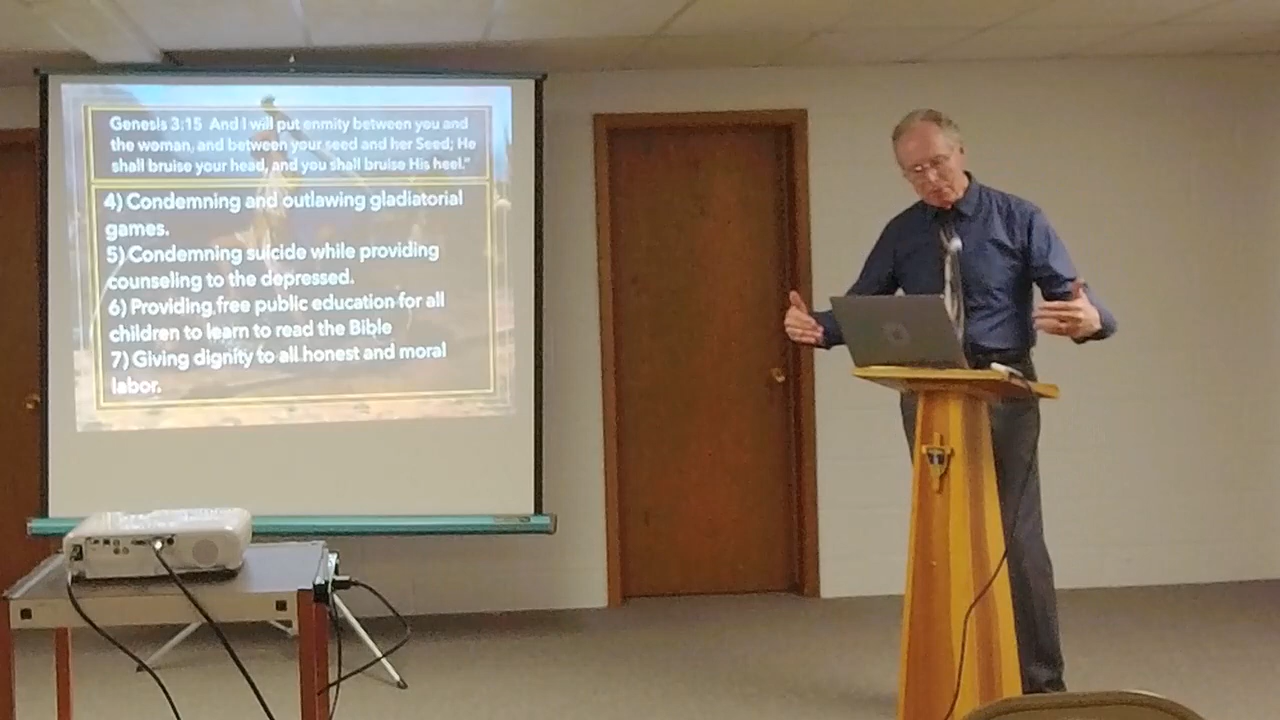 Genesis 3:15 And I will put enmity between you and
the woman, and between your seed and her Seed; He
shall bruise your head, and you shall bruise His heel."
4) Condemning and outlawing gladiatorial
games.
5) Condemning suicide while providing
counseling to the depressed.
6) Providing free public education for all
children to learn to read the Bible
7) Giving dignity to all honest and moral
labor.